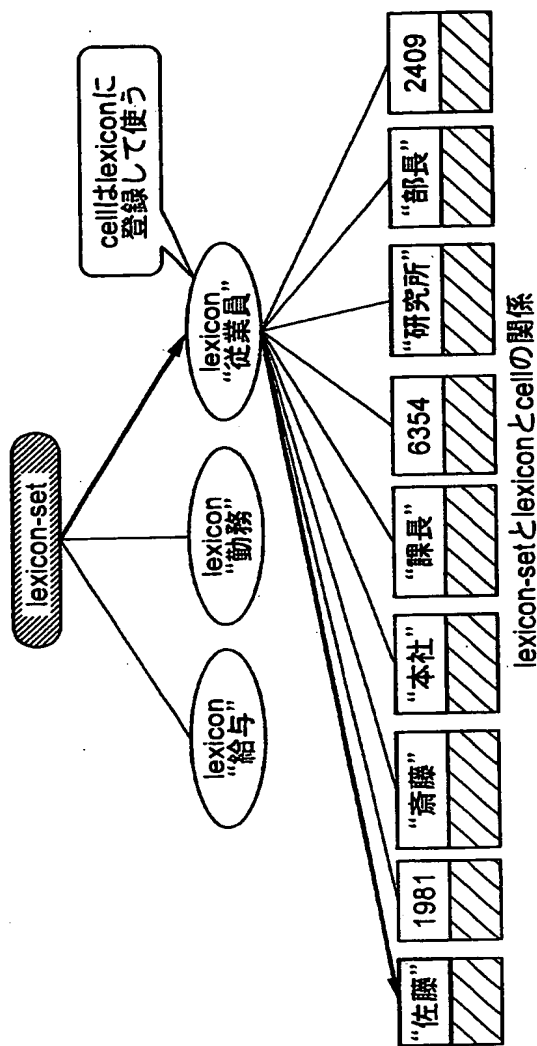 lexicon-set
lexicon
“給与”
lexicon
“勤務”
lexicon
“従業員”
cellはlexiconに
登録して使う
“佐藤”
1981
“斎藤”
“本社”
“課長”
6354
“研究所”
“部長”
2409
lexicon-setとlexiconとcellの関係